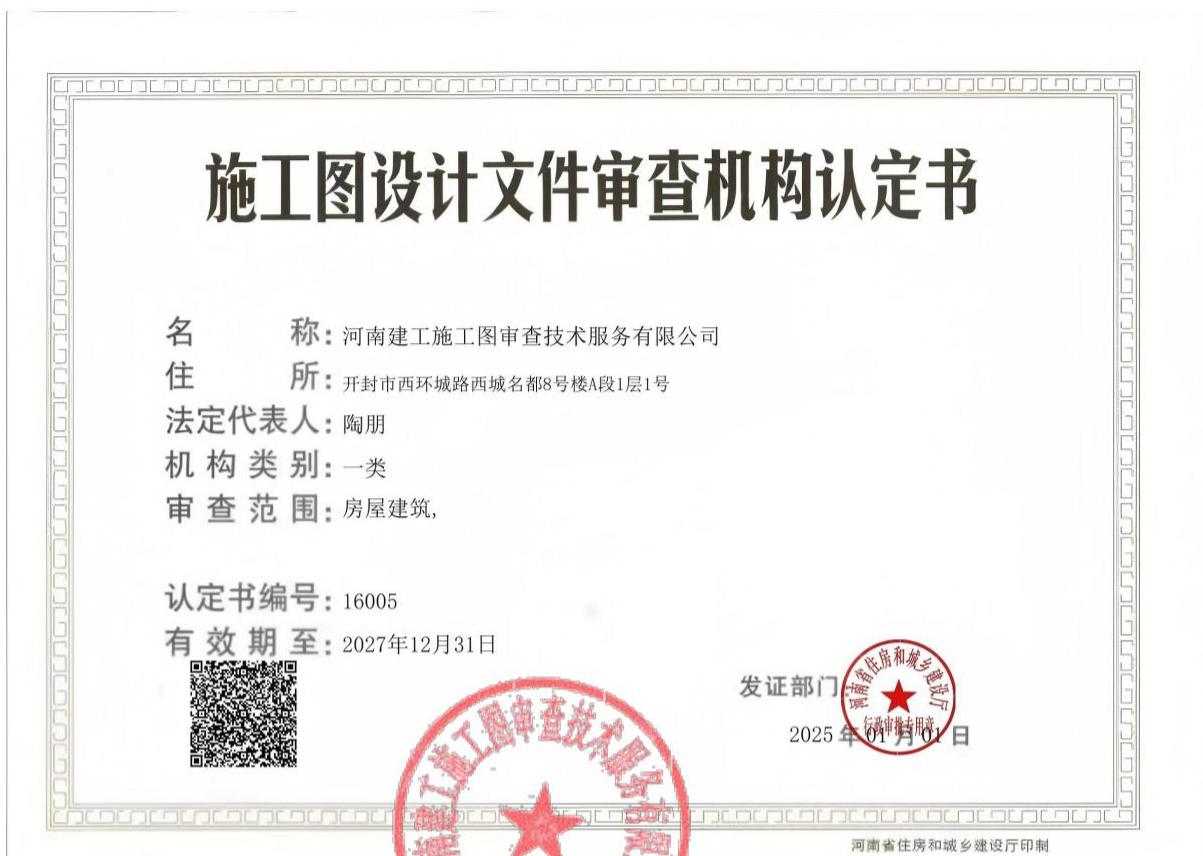 施工图设计文件审查机构认定书
名称：河南建工施工图审查技术服务有限公司
住所：开封市西环城路西城名都8号楼A段1层1号
法定代表人：陶朋
机构类别：一类
审查范围：房屋建筑,
认定书编号：16005
有效期至：2027年12月31日
发证部门
河南省住房和城乡建设厅
行政审批专用章
2025年01月01日
建工施工图审查技术服务有限
河南省住房和城乡建设厅印制